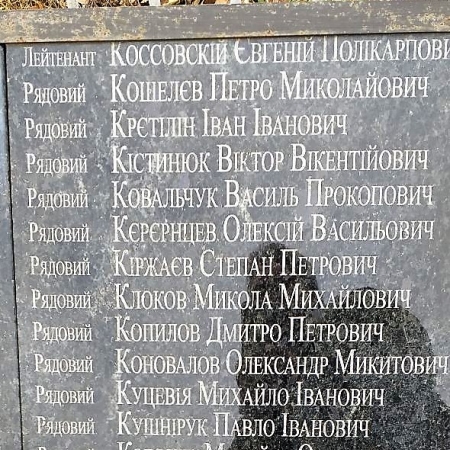 Лейтенант Коссовскій Євгеній Полікарпови
Рядовий Кошелєв Петро Миколайович
Рядовий Крєтілін Іван Іванович
Рядовий Кістинюк Віктор Вікентійович
Рядовий Ковальчук Василь Прокопович
Рядовий Кєрєрнцев Олексій Васильович
Рядовий Кіржаєв Степан Петрович
Рядовий Клоков Микола Михайлович
Рядовий Копилов Дмитро Петрович
Рядовий Коновалов Олександр Микитович
Рядовий Куцевія Михайло Іванович
Рядовий Кушнірук Павло Іванович